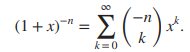 $(1+x)^{-n} = \sum_{k=0}^{\infty} \binom{-n}{k} x^k.$